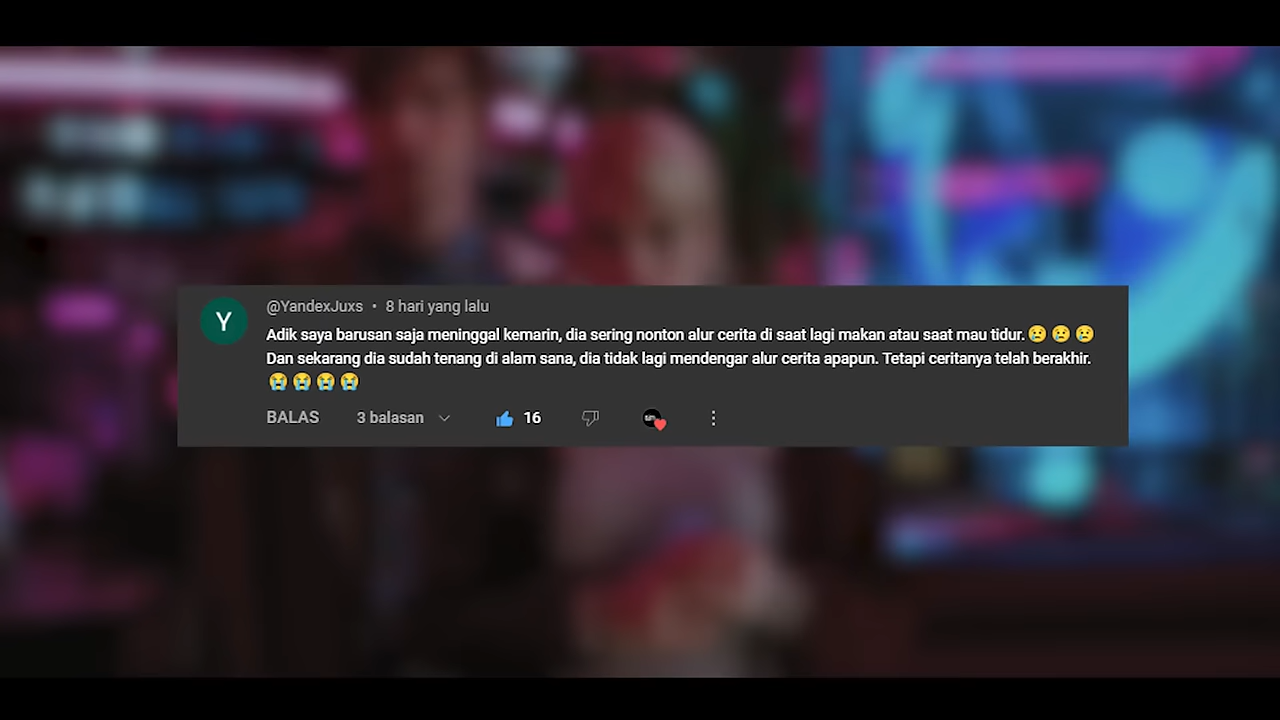 Y
@YandexJuxs • 8 hari yang lalu
Adik saya barusan saja meninggal kemarin, dia sering nonton alur cerita di saat lagi makan atau saat mau tidur. 😢 😢 😢
Dan sekarang dia sudah tenang di alam sana, dia tidak lagi mendengar alur cerita apapun. Tetapi ceritanya telah berakhir.
😭 😭 😭 😭
BALAS 3 balasan 16